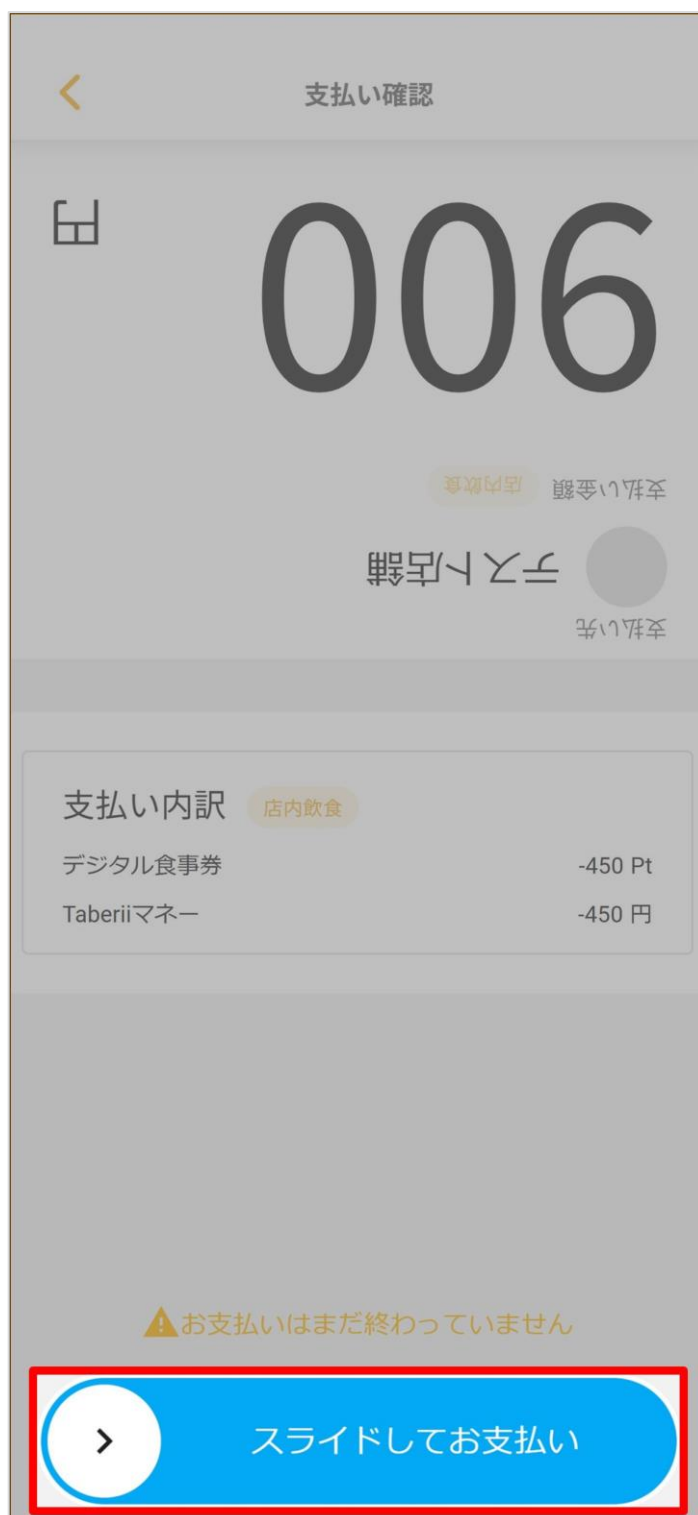 支払い確認
支払い先
テスト店舗
支払い金額 店内飲食
900 円
支払い内訳 店内飲食
デジタル食事券 -450 Pt
Taberiiマネー -450 円
お支払いはまだ終わっていません
スライドしてお支払い